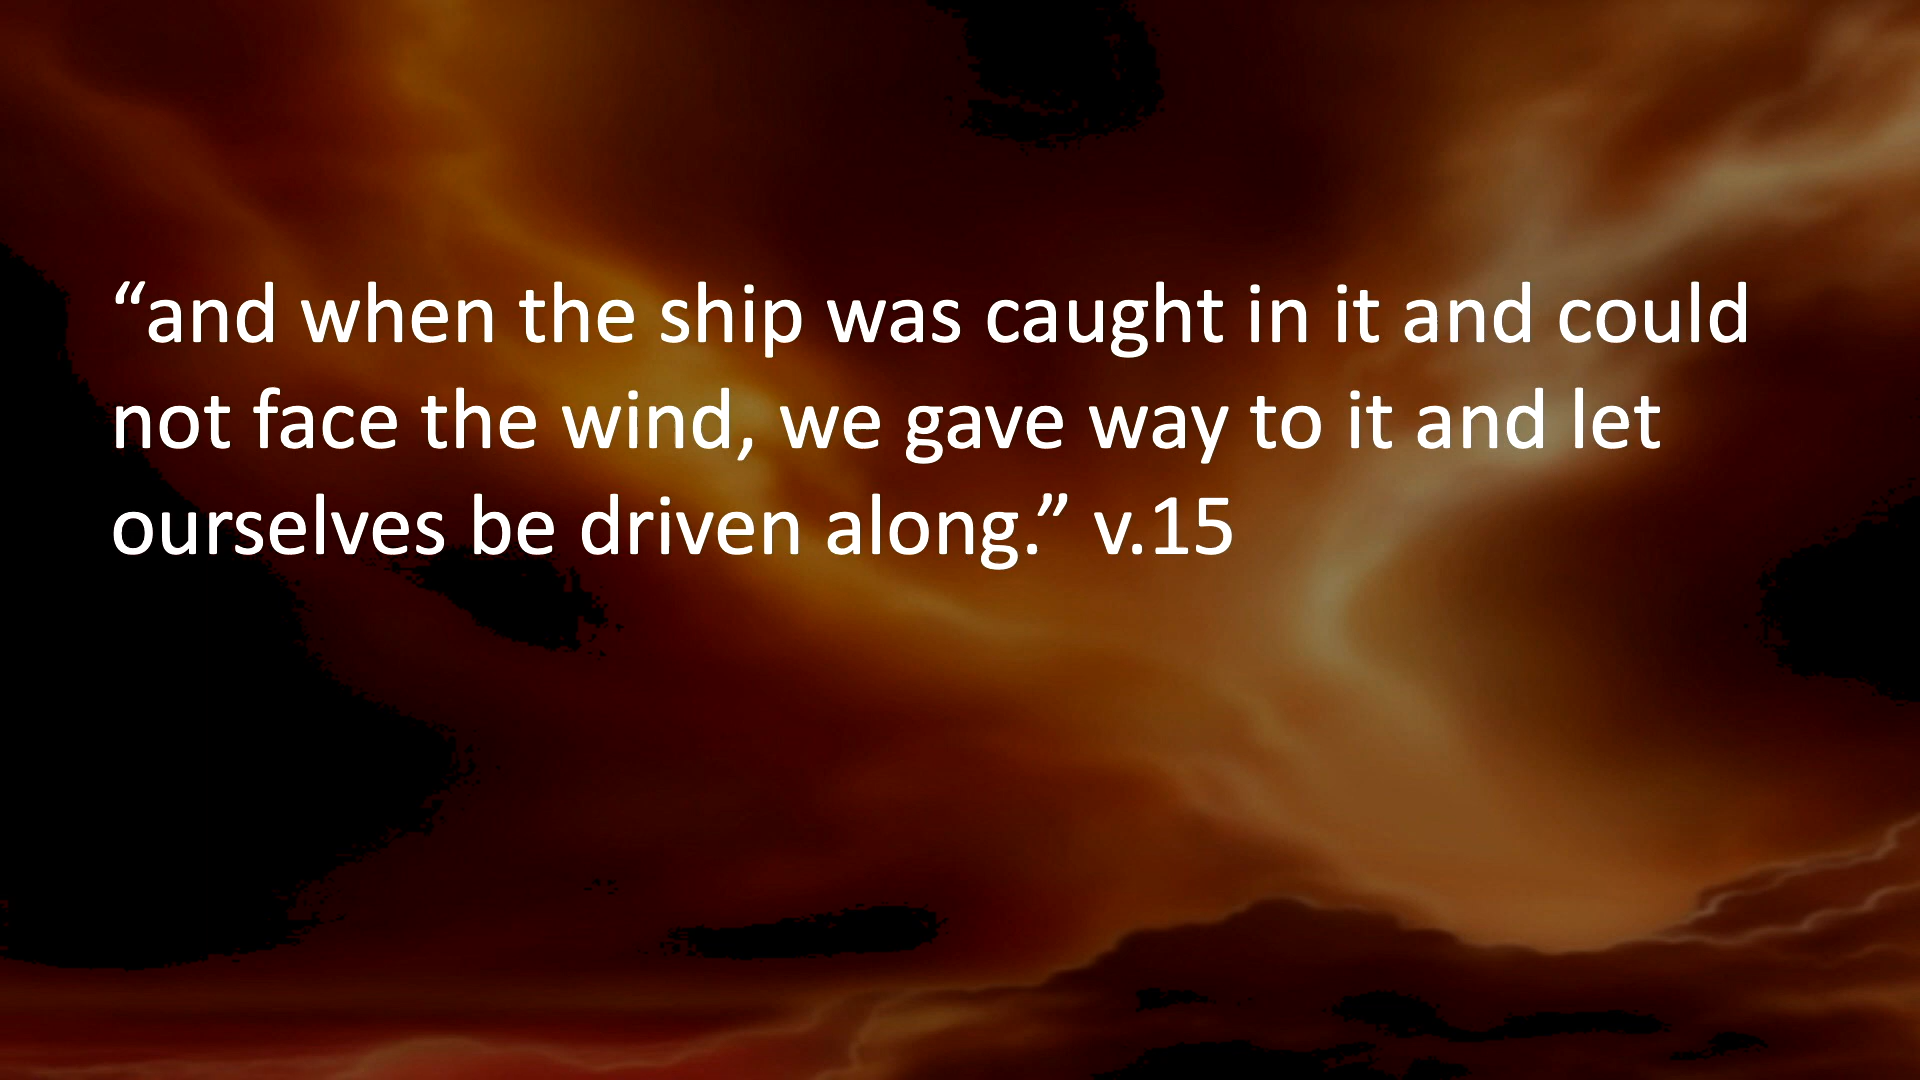 “and when the ship was caught in it and could
not face the wind, we gave way to it and let
ourselves be driven along.” v.15